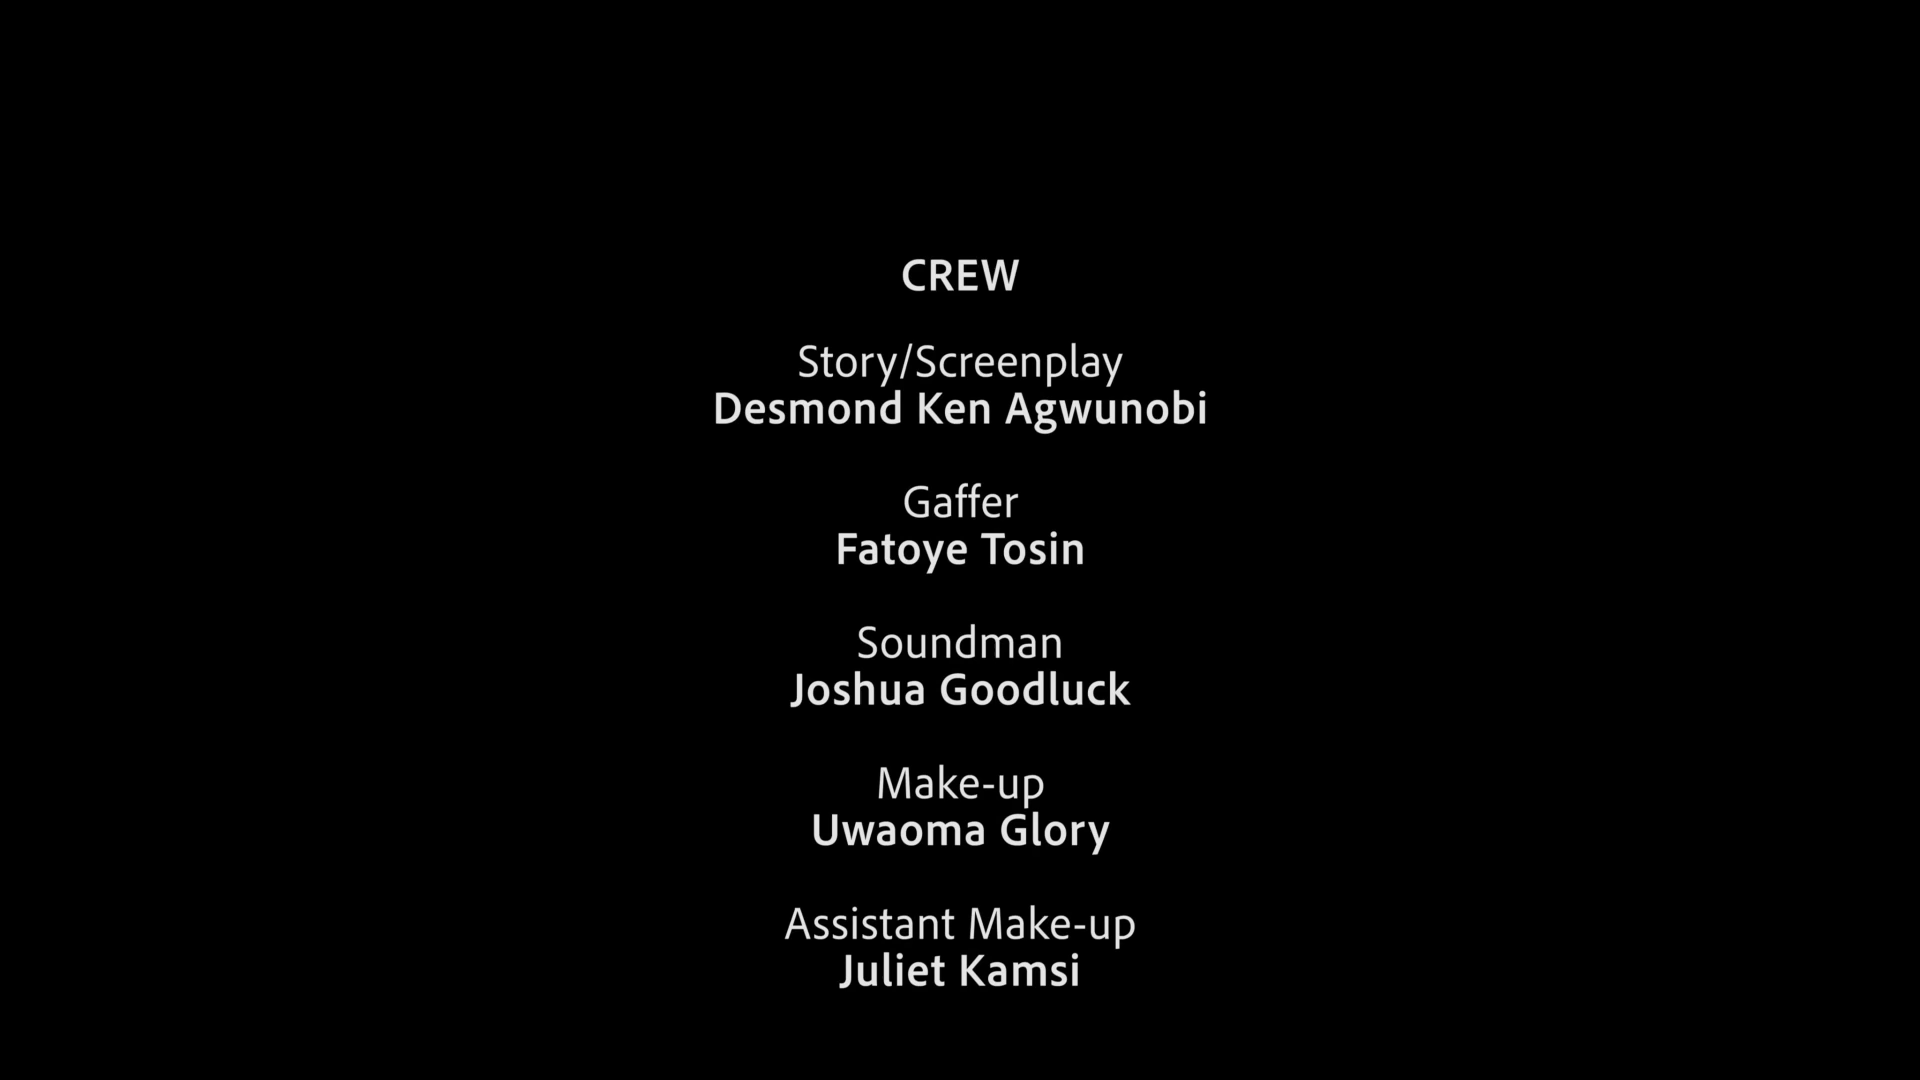 CREW
Story/Screenplay
Desmond Ken Agwunobi
Gaffer
Fatoye Tosin
Soundman
Joshua Goodluck
Make-up
Uwaoma Glory
Assistant Make-up
Juliet Kamsi